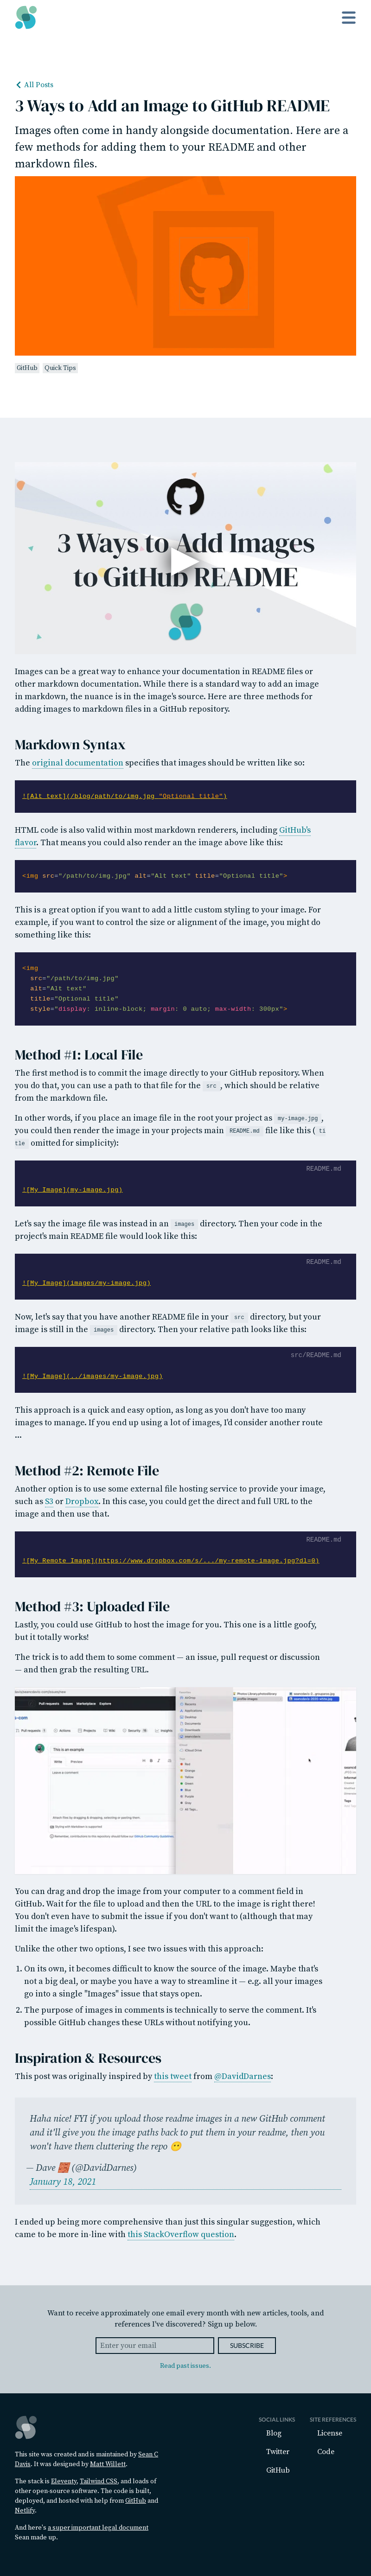 All Posts
3 Ways to Add an Image to GitHub README
Images often come in handy alongside documentation. Here are a
few methods for adding them to your README and other
markdown files.
GitHub Quick Tips
3 Ways to Add Images
to GitHub README
Images can be a great way to enhance your documentation in README files or
other markdown documentation. While there is a standard way to add an image
in markdown, the nuance is in the image's source. Here are three methods for
adding images to markdown files in a GitHub repository.
Markdown Syntax
The original documentation specifies that images should be written like so:
![Alt text](/blog/path/to/img.jpg "Optional title")
HTML code is also valid within most markdown renderers, including GitHub's
flavor. That means you could also render an image above like this:
<img src="/path/to/img.jpg" alt="Alt text" title="Optional title">
This is a great option if you want to add a little custom styling to your image. For
example, if you want to control the size or alignment of the image, you might do
something like this:
<img
src="/path/to/img.jpg"
alt="Alt text"
title="Optional title"
style="display: inline-block; margin: 0 auto; max-width: 300px">
Method #1: Local File
The first method is to commit the image directly to your GitHub repository. When
you do that, you can use a path to that file for the src, which should be relative
from the markdown file.
In other words, if you place an image file in the root your project as my-image.jpg,
you could then render the image in your projects main README.md file like this (ti
tle omitted for simplicity):
README.md
![My Image](my-image.jpg)
Let's say the image file was instead in an images directory. Then your code in the
project's main README file would look like this:
README.md
![My Image](images/my-image.jpg)
Now, let's say that you have another README file in your src directory, but your
image is still in the images directory. Then your relative path looks like this:
src/README.md
![My Image](../images/my-image.jpg)
This approach is a quick and easy option, as long as you don't have too many
images to manage. If you end up using a lot of images, I'd consider another route
...
Method #2: Remote File
Another option is to use some external file hosting service to provide your image,
such as S3 or Dropbox. In this case, you could get the direct and full URL to the
image and then use that.
README.md
![My Remote Image](https://www.dropbox.com/s/.../my-remote-image.jpg?dl=0)
Method #3: Uploaded File
Lastly, you could use GitHub to host the image for you. This one is a little goofy,
but it totally works!
The trick is to add them to some comment — an issue, pull request or discussion
— and then grab the resulting URL.
Pull requests Issues Marketplace Explore
This is an example
Write Preview
Leave a comment
You can drag and drop the image from your computer to a comment field in
GitHub. Wait for the file to upload and then the URL to the image is right there!
You don't even have to submit the issue if you don't want to (although that may
limit the image's lifespan).
Unlike the other two options, I see two issues with this approach:
1. On its own, it becomes difficult to know the source of the image. Maybe that's
not a big deal, or maybe you have a way to streamline it — e.g. all your images
go into a single "Images" issue that stays open.
2. The purpose of images in comments is technically to serve the comment. It's
possible GitHub changes these URLs without notifying you.
Inspiration & Resources
This post was originally inspired by this tweet from @DavidDarnes:
Haha nice! FYI if you upload those readme images in a new GitHub comment
and it'll give you the image paths back to put them in your readme, then you
won't have them cluttering the repo 😶
— Dave 🧱 (@DavidDarnes)
January 18, 2021
I ended up being more comprehensive than just this singular suggestion, which
came to be more in-line with this StackOverflow question.
Want to receive approximately one email every month with new articles, tools, and
references I've discovered? Sign up below.
Enter your email SUBSCRIBE
Read past issues.
This site was created and is maintained by Sean C
Davis. It was designed by Matt Willett.
The stack is Eleventy, Tailwind CSS, and loads of
other open-source software. The code is built,
deployed, and hosted with help from GitHub and
Netlify.
And here's a super important legal document
Sean made up.
SOCIAL LINKS
Blog
Twitter
GitHub
SITE REFERENCES
License
Code